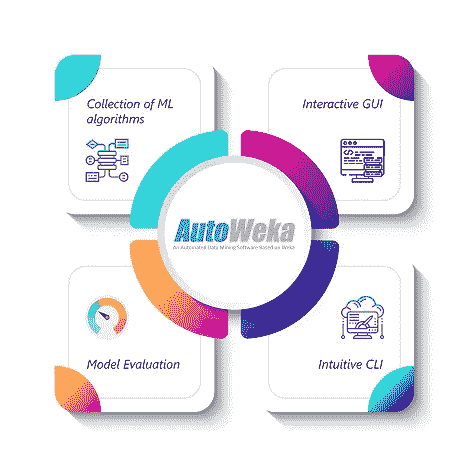 Collection of ML
algorithms
Interactive GUI
AutoWeka
An Automated Data Mining Software Based on Weka
Model Evaluation
Intuitive CLI